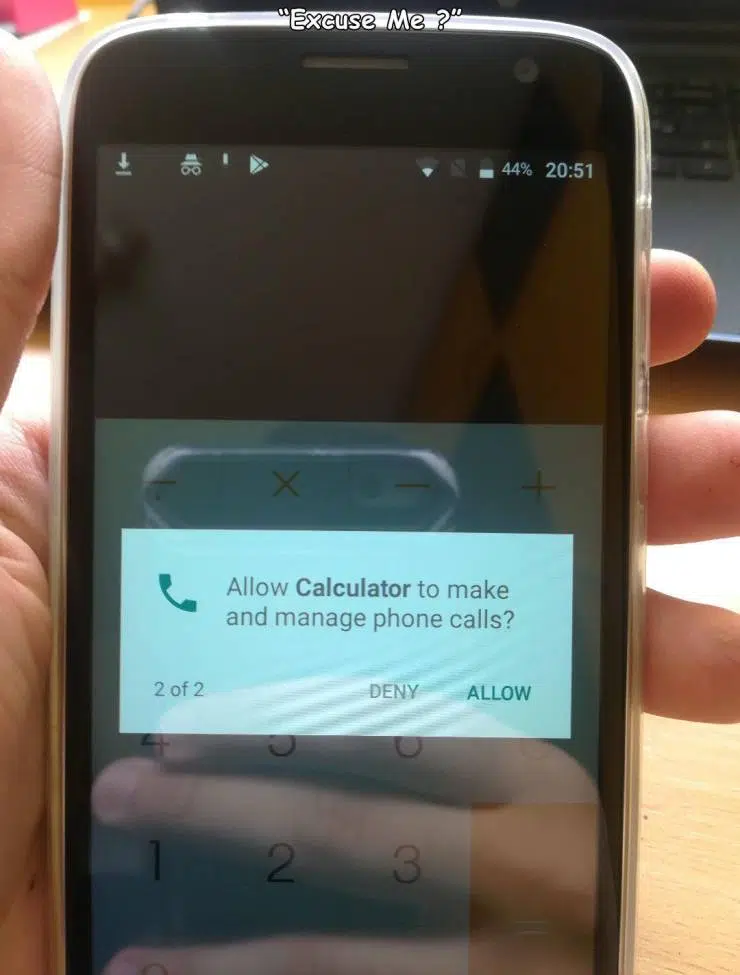 “Excuse Me ?”
44% 20:51
÷ × − +
Allow Calculator to make
and manage phone calls?
2 of 2 DENY ALLOW
4 5 6
1 2 3